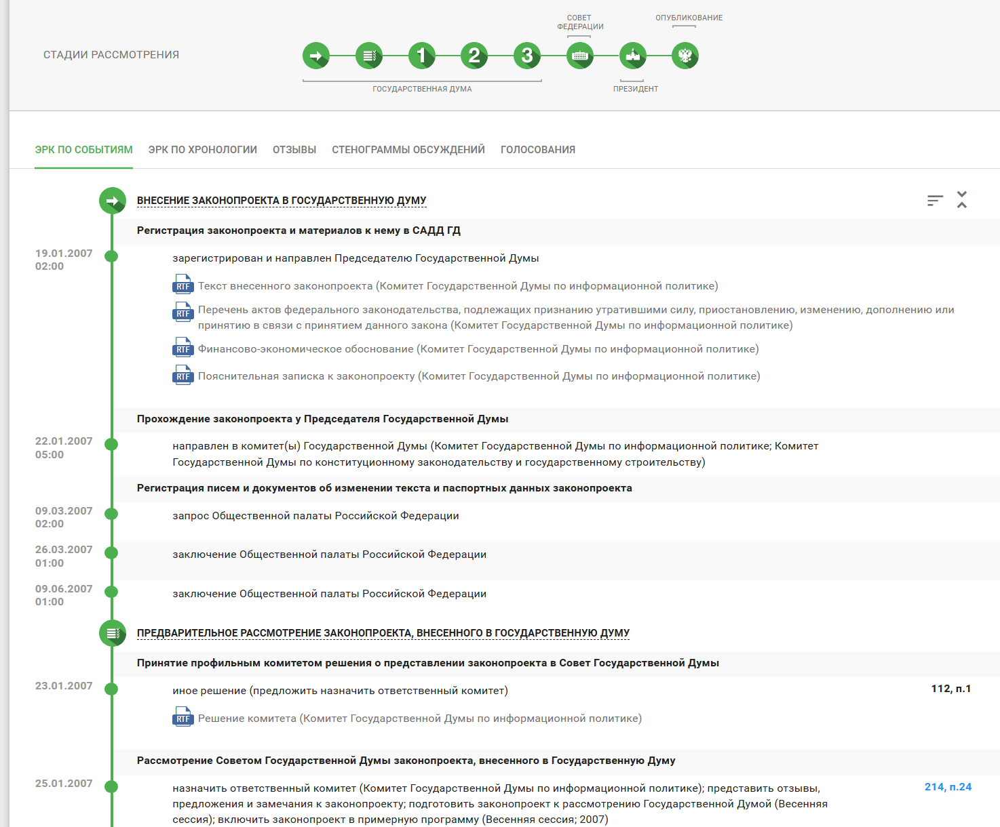 СОВЕТ
ФЕДЕРАЦИИ
ОПУБЛИКОВАНИЕ
СТАДИИ РАССМОТРЕНИЯ
1 2 3
ГОСУДАРСТВЕННАЯ ДУМА
ПРЕЗИДЕНТ
ЭРК ПО СОБЫТИЯМ ЭРК ПО ХРОНОЛОГИИ ОТЗЫВЫ СТЕНОГРАММЫ ОБСУЖДЕНИЙ ГОЛОСОВАНИЯ
ВНЕСЕНИЕ ЗАКОНОПРОЕКТА В ГОСУДАРСТВЕННУЮ ДУМУ
Регистрация законопроекта и материалов к нему в САДД ГД
19.01.2007
02:00
зарегистрирован и направлен Председателю Государственной Думы
RTF Текст внесенного законопроекта (Комитет Государственной Думы по информационной политике)
RTF Перечень актов федерального законодательства, подлежащих признанию утратившими силу, приостановлению, изменению, дополнению или
принятию в связи с принятием данного закона (Комитет Государственной Думы по информационной политике)
RTF Финансово-экономическое обоснование (Комитет Государственной Думы по информационной политике)
RTF Пояснительная записка к законопроекту (Комитет Государственной Думы по информационной политике)
Прохождение законопроекта у Председателя Государственной Думы
22.01.2007
05:00
направлен в комитет(ы) Государственной Думы (Комитет Государственной Думы по информационной политике; Комитет
Государственной Думы по конституционному законодательству и государственному строительству)
Регистрация писем и документов об изменении текста и паспортных данных законопроекта
09.03.2007
02:00
запрос Общественной палаты Российской Федерации
26.03.2007
01:00
заключение Общественной палаты Российской Федерации
09.06.2007
01:00
заключение Общественной палаты Российской Федерации
ПРЕДВАРИТЕЛЬНОЕ РАССМОТРЕНИЕ ЗАКОНОПРОЕКТА, ВНЕСЕННОГО В ГОСУДАРСТВЕННУЮ ДУМУ
Принятие профильным комитетом решения о представлении законопроекта в Совет Государственной Думы
23.01.2007
иное решение (предложить назначить ответственный комитет) 112, п.1
RTF Решение комитета (Комитет Государственной Думы по информационной политике)
Рассмотрение Советом Государственной Думы законопроекта, внесенного в Государственную Думу
25.01.2007
назначить ответственный комитет (Комитет Государственной Думы по информационной политике); представить отзывы, 214, п.24
предложения и замечания к законопроекту; подготовить законопроект к рассмотрению Государственной Думой (Весенняя
сессия); включить законопроект в примерную программу (Весенняя сессия; 2007)